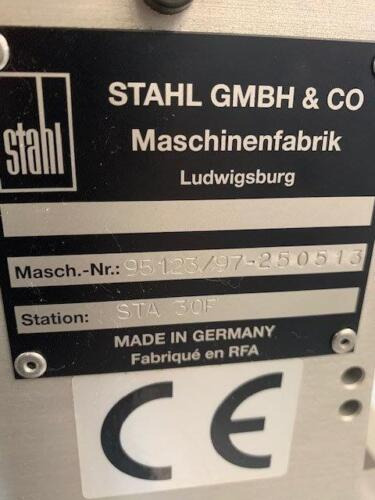 stahl
STAHL GMBH & CO
Maschinenfabrik
Ludwigsburg
Masch.-Nr.: 95123/97-250513
Station: STA 30F
MADE IN GERMANY
Fabriqué en RFA
CE